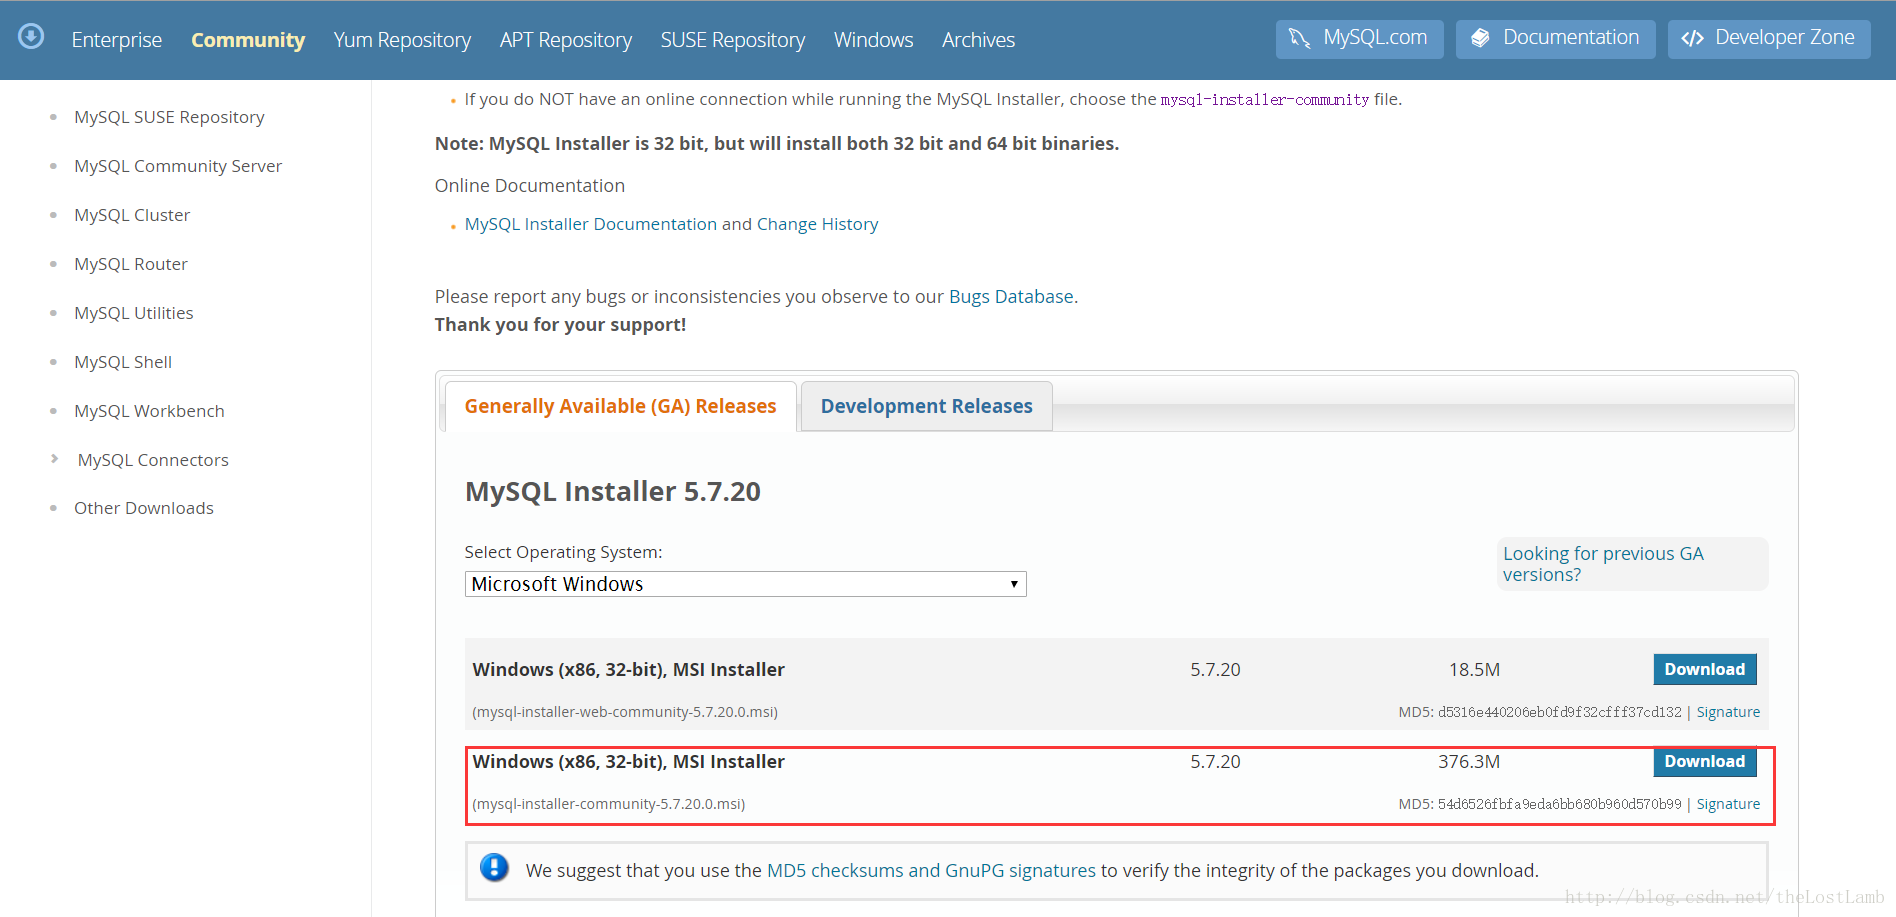 Enterprise Community Yum Repository APT Repository SUSE Repository Windows Archives MySQL.com Documentation Developer Zone
MySQL SUSE Repository
MySQL Community Server
MySQL Cluster
MySQL Router
MySQL Utilities
MySQL Shell
MySQL Workbench
MySQL Connectors
Other Downloads
If you do NOT have an online connection while running the MySQL Installer, choose the mysql-installer-community file.
Note: MySQL Installer is 32 bit, but will install both 32 bit and 64 bit binaries.
Online Documentation
MySQL Installer Documentation and Change History
Please report any bugs or inconsistencies you observe to our Bugs Database.
Thank you for your support!
Generally Available (GA) Releases Development Releases
MySQL Installer 5.7.20
Select Operating System:
Microsoft Windows
Looking for previous GA
versions?
Windows (x86, 32-bit), MSI Installer 5.7.20 18.5M Download
(mysql-installer-web-community-5.7.20.0.msi) MD5: d5316e440206eb0fd9f32cfff37cd132 | Signature
Windows (x86, 32-bit), MSI Installer 5.7.20 376.3M Download
(mysql-installer-community-5.7.20.0.msi) MD5: 54d6526fbfa9eda6bb680b960d570b99 | Signature
We suggest that you use the MD5 checksums and GnuPG signatures to verify the integrity of the packages you download.
http://blog.csdn.net/theLostLamb